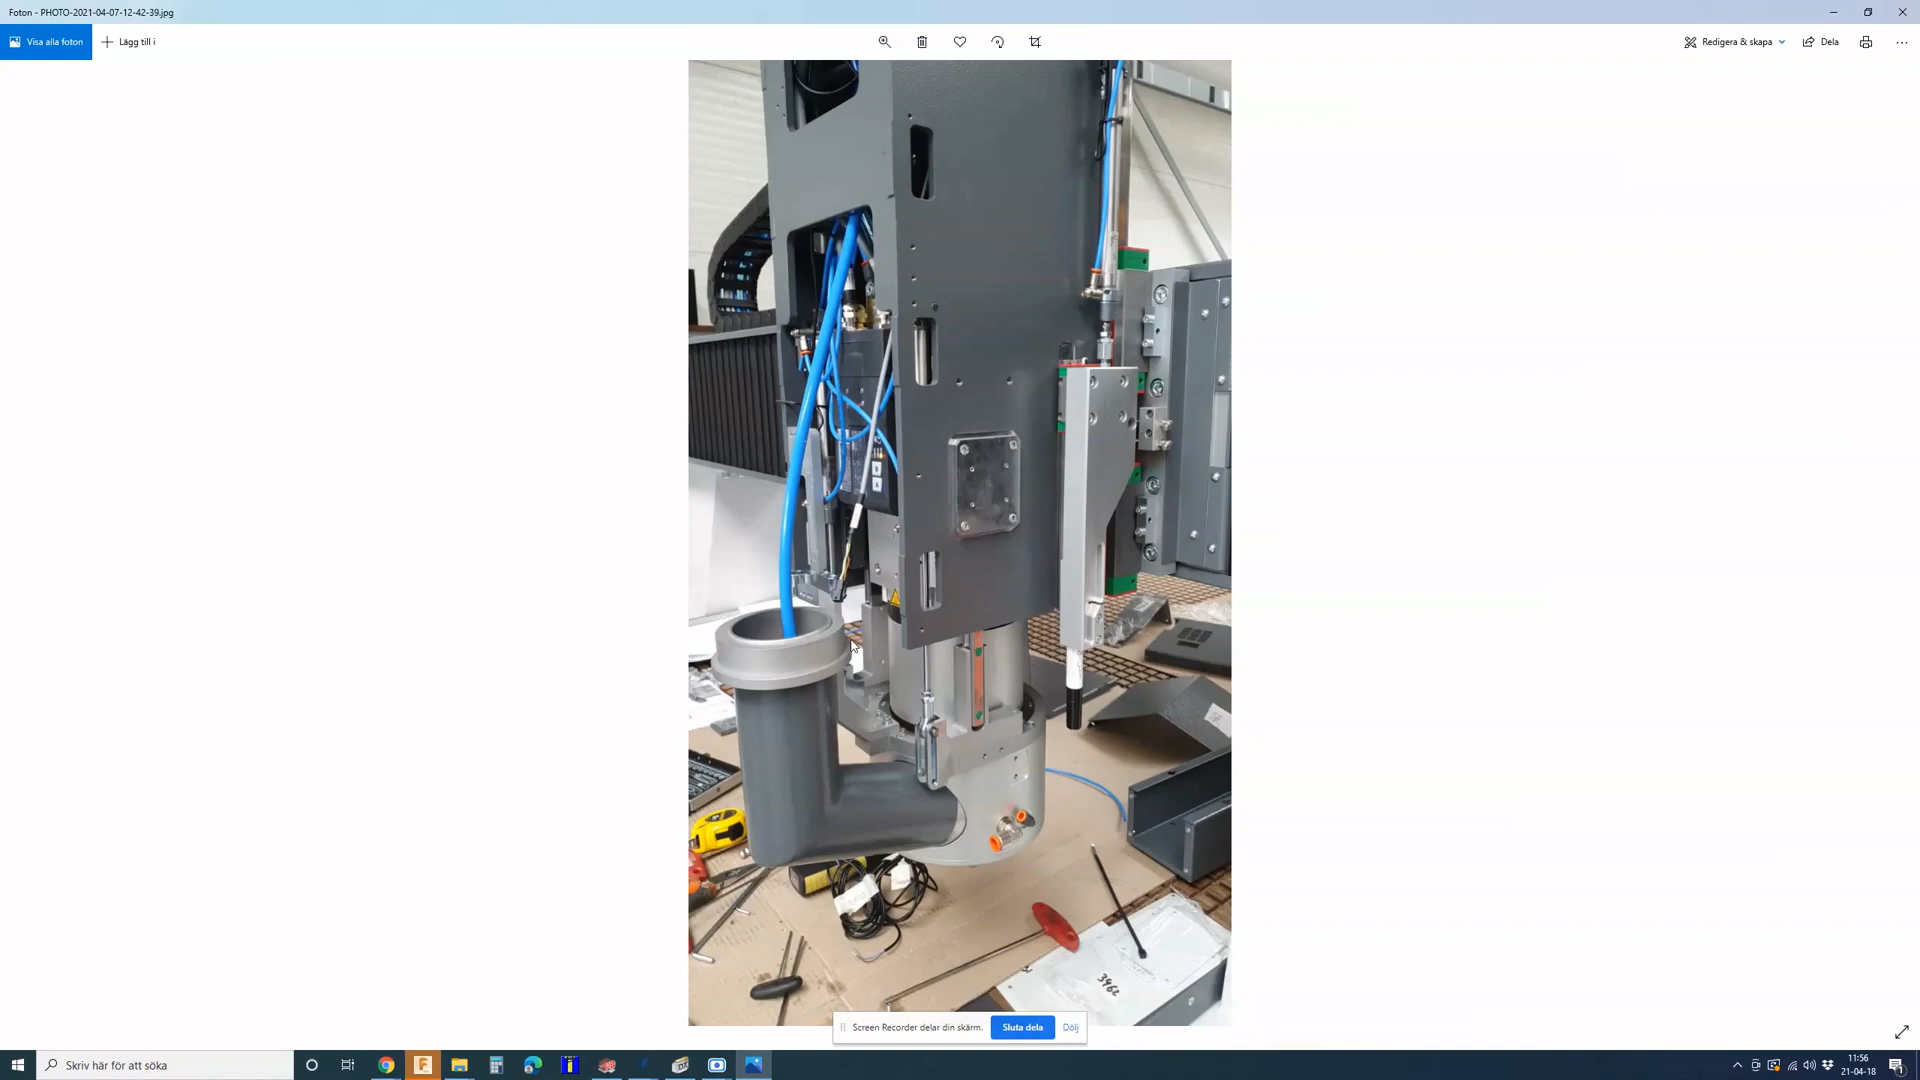 Foton - PHOTO-2021-04-07-12-42-39.jpg
Visa alla foton
Lägg till i
Redigera & skapa
Dela
3962
Screen Recorder delar din skärm.
Sluta dela
Dölj
Skriv här för att söka
11:56
21-04-18